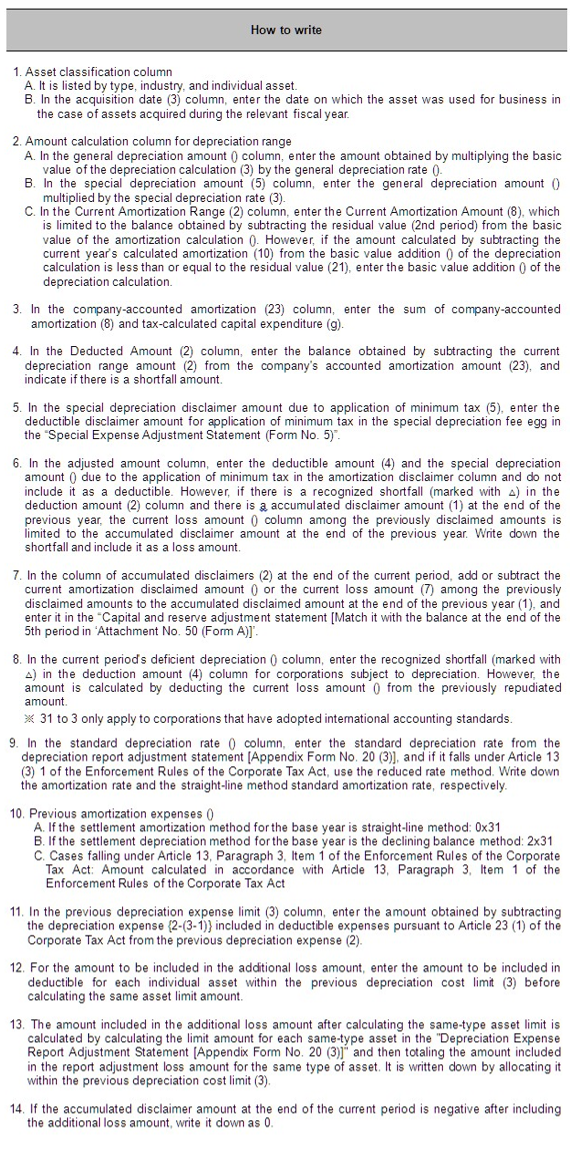 How to write
1. Asset classification column
A. It is listed by type, industry, and individual asset.
B. In the acquisition date (3) column, enter the date on which the asset was used for business in
the case of assets acquired during the relevant fiscal year.
2. Amount calculation column for depreciation range
A. In the general depreciation amount () column, enter the amount obtained by multiplying the basic
value of the depreciation calculation (3) by the general depreciation rate ().
B. In the special depreciation amount (5) column, enter the general depreciation amount ()
multiplied by the special depreciation rate (3).
C. In the Current Amortization Range (2) column, enter the Current Amortization Amount (8), which
is limited to the balance obtained by subtracting the residual value (2nd period) from the basic
value of the amortization calculation (). However, if the amount calculated by subtracting the
current year's calculated amortization (10) from the basic value addition () of the depreciation
calculation is less than or equal to the residual value (21), enter the basic value addition () of the
depreciation calculation.
3. In the company-accounted amortization (23) column, enter the sum of company-accounted
amortization (8) and tax-calculated capital expenditure (g).
4. In the Deducted Amount (2) column, enter the balance obtained by subtracting the current
depreciation range amount (2) from the company's accounted amortization amount (23), and
indicate if there is a shortfall amount.
5. In the special depreciation disclaimer amount due to application of minimum tax (5), enter the
deductible disclaimer amount for application of minimum tax in the special depreciation fee egg in
the "Special Expense Adjustment Statement (Form No. 5)".
6. In the adjusted amount column, enter the deductible amount (4) and the special depreciation
amount () due to the application of minimum tax in the amortization disclaimer column and do not
include it as a deductible. However, if there is a recognized shortfall (marked with △) in the
deduction amount (2) column and there is a accumulated disclaimer amount (1) at the end of the
previous year, the current loss amount () column among the previously disclaimed amounts is
limited to the accumulated disclaimer amount at the end of the previous year. Write down the
shortfall and include it as a loss amount.
7. In the column of accumulated disclaimers (2) at the end of the current period, add or subtract the
current amortization disclaimed amount () or the current loss amount (7) among the previously
disclaimed amounts to the accumulated disclaimed amount at the end of the previous year (1), and
enter it in the "Capital and reserve adjustment statement [Match it with the balance at the end of the
5th period in 'Attachment No. 50 (Form A)]'.
8. In the current period's deficient depreciation () column, enter the recognized shortfall (marked with
△) in the deduction amount (4) column for corporations subject to depreciation. However, the
amount is calculated by deducting the current loss amount () from the previously repudiated
amount.
※ 31 to 3 only apply to corporations that have adopted international accounting standards.
9. In the standard depreciation rate () column, enter the standard depreciation rate from the
depreciation report adjustment statement [Appendix Form No. 20 (3)], and if it falls under Article 13
(3) 1 of the Enforcement Rules of the Corporate Tax Act, use the reduced rate method. Write down
the amortization rate and the straight-line method standard amortization rate, respectively.
10. Previous amortization expenses ()
A. If the settlement amortization method for the base year is straight-line method: 0x31
B. If the settlement amortization method for the base year is the declining balance method: 2x31
C. Cases falling under Article 13, Paragraph 3, Item 1 of the Enforcement Rules of the Corporate
Tax Act: Amount calculated in accordance with Article 13, Paragraph 3, Item 1 of the
Enforcement Rules of the Corporate Tax Act
11. In the previous depreciation expense limit (3) column, enter the amount obtained by subtracting
the depreciation expense {2-(3-1)} included in deductible expenses pursuant to Article 23 (1) of the
Corporate Tax Act from the previous depreciation expense (2).
12. For the amount to be included in the additional loss amount, enter the amount to be included in
deductible for each individual asset within the previous depreciation cost limit (3) before
calculating the same asset limit amount.
13. The amount included in the additional loss amount after calculating the same-type asset limit is
calculated by calculating the limit amount for each same-type asset in the "Depreciation Expense
Report Adjustment Statement [Appendix Form No. 20 (3)]" and then totaling the amount included
in the report adjustment loss amount for the same type of asset. It is written down by allocating it
within the previous depreciation cost limit (3).
14. If the accumulated disclaimer amount at the end of the current period is negative after including
the additional loss amount, write it down as 0.